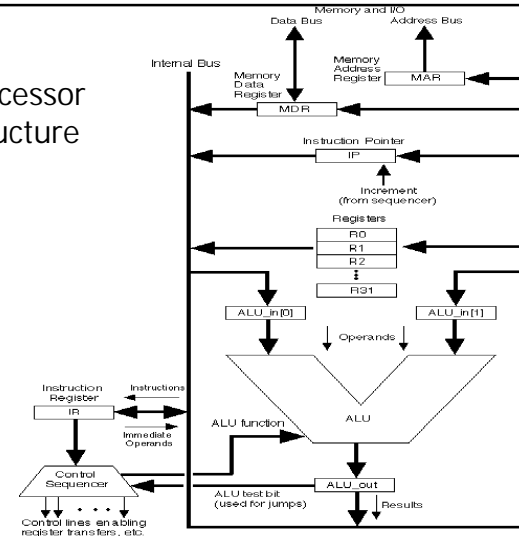 Memory and I/O
Data Bus
Address Bus
Internal Bus
cessor
ucture
Memory
Data
Register
Memory
Address
Register
MAR
MDR
Instruction Pointer
IP
Increment
(from sequencer)
Registers
R0
R1
R2
R31
ALU_in[0]
ALU_in[1]
Operands
Instruction
Register
Instructions
IR
Immediate
Operands
ALU function
ALU
Control
Sequencer
ALU test bit
(used for jumps)
ALU_out
Results
Control lines enabling
register transfers, etc.